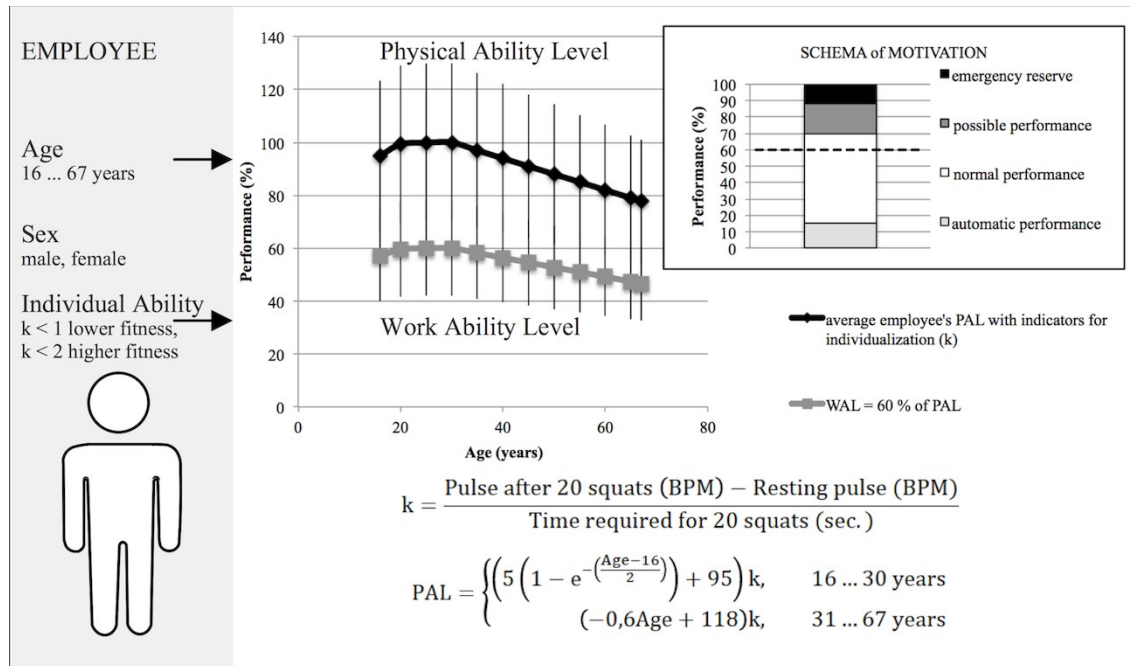 EMPLOYEE
Age
16 ... 67 years
Sex
male, female
Individual Ability
k < 1 lower fitness,
k < 2 higher fitness
Physical Ability Level
Work Ability Level
Performance (%)
140
120
100
80
60
40
20
0
0
20
40
60
80
Age (years)
SCHEMA of MOTIVATION
Performance (%)
100
90
80
70
60
50
40
30
20
10
0
emergency reserve
possible performance
normal performance
automatic performance
average employee's PAL with indicators for
individualization (k)
WAL = 60 % of PAL
k = Pulse after 20 squats (BPM) − Resting pulse (BPM) / Time required for 20 squats (sec.)
PAL = { (5 (1 − e^−((Age−16)/2)) + 95) k, 16 ... 30 years
(−0,6Age + 118)k, 31 ... 67 years